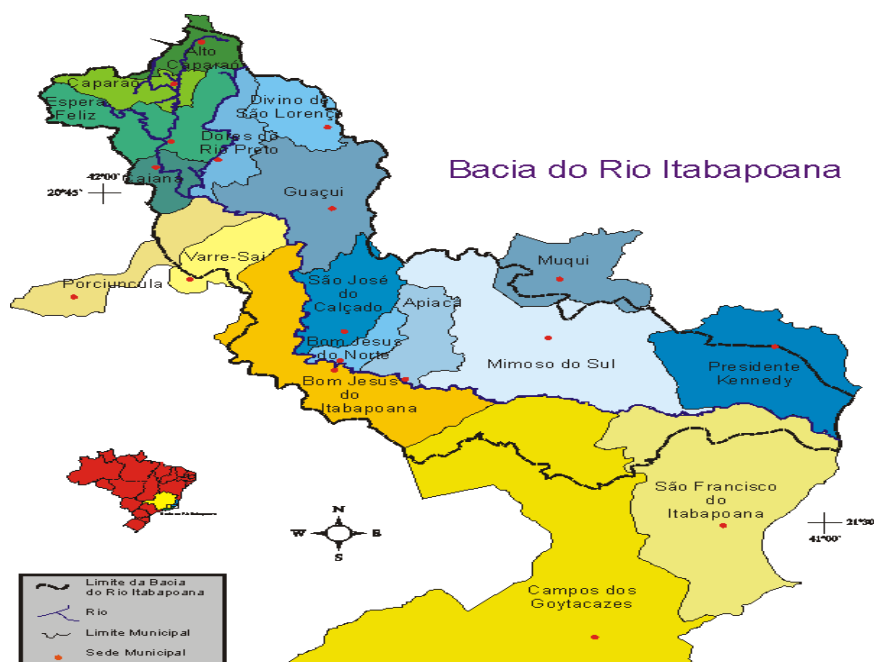 Alto
Caparaó
Caparaó
Espera
Feliz
Divino de
São Lorenço
Dores do
Rio Preto
Caiana
42°00'
20°45'
Guaçuí
Bacia do Rio Itabapoana
Varre-Sai
Porciuncula
Muqui
São José
do
Calçado
Apiacá
Bom Jesus
do Norte
Mimoso do Sul
Presidente
Kennedy
Bom Jesus
do
Itabapoana
São Francisco
do
Itabapoana
N
W E
S
21°30'
41°00'
Campos dos
Goytacazes
Limite da Bacia
do Rio Itabapoana
Rio
Limite Municipal
Sede Municipal